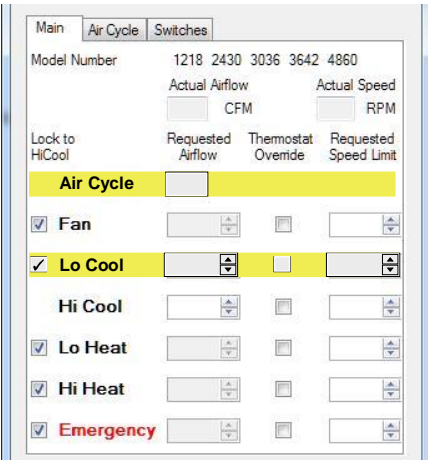 Main Air Cycle Switches
Model Number 1218 2430 3036 3642 4860
Actual Airflow Actual Speed
CFM RPM
Lock to Requested Thermostat Requested
HiCool Airflow Override Speed Limit
Air Cycle
Fan
Lo Cool
Hi Cool
Lo Heat
Hi Heat
Emergency